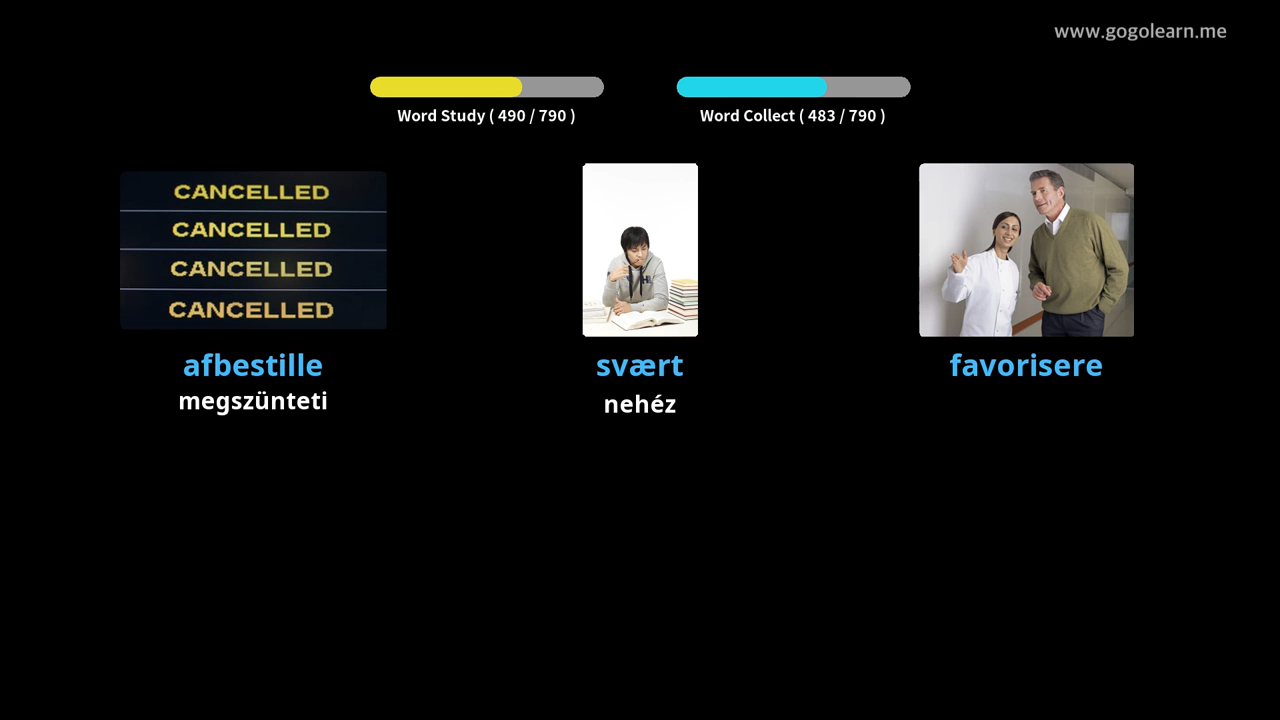 www.gogolearn.me
Word Study ( 490 / 790 )
Word Collect ( 483 / 790 )
CANCELLED
CANCELLED
CANCELLED
CANCELLED
afbestille
megszünteti
svært
nehéz
favorisere